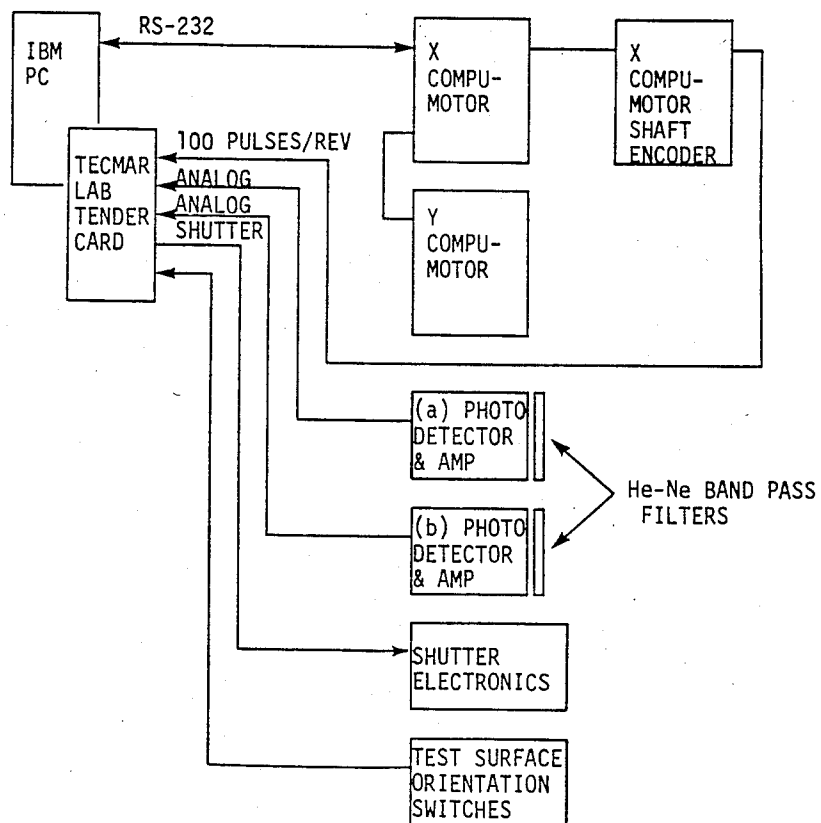 RS-232
IBM
PC
X
COMPU-
MOTOR
X
COMPU-
MOTOR
SHAFT
ENCODER
100 PULSES/REV
TECMAR
LAB
TENDER
CARD
ANALOG
ANALOG
SHUTTER
Y
COMPU-
MOTOR
(a) PHOTO
DETECTOR
& AMP
He-Ne BAND PASS
FILTERS
(b) PHOTO
DETECTOR
& AMP
SHUTTER
ELECTRONICS
TEST SURFACE
ORIENTATION
SWITCHES